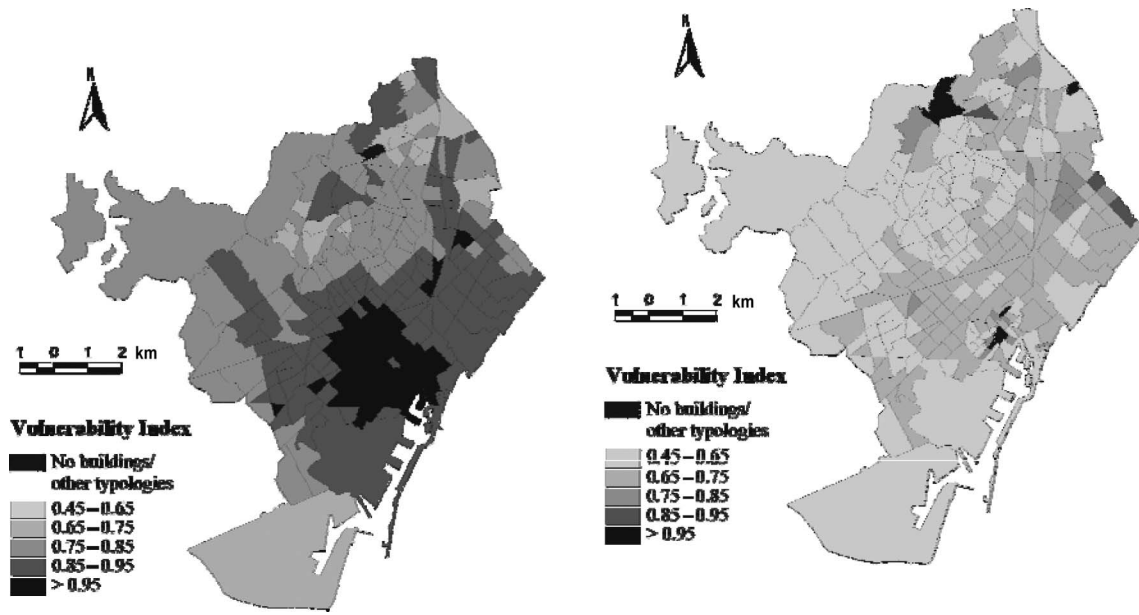 N
1 0 1 2 km
Vulnerability Index
No buildings/
other typologies
0.45–0.65
0.65–0.75
0.75–0.85
0.85–0.95
> 0.95
N
1 0 1 2 km
Vulnerability Index
No buildings/
other typologies
0.45–0.65
0.65–0.75
0.75–0.85
0.85–0.95
> 0.95